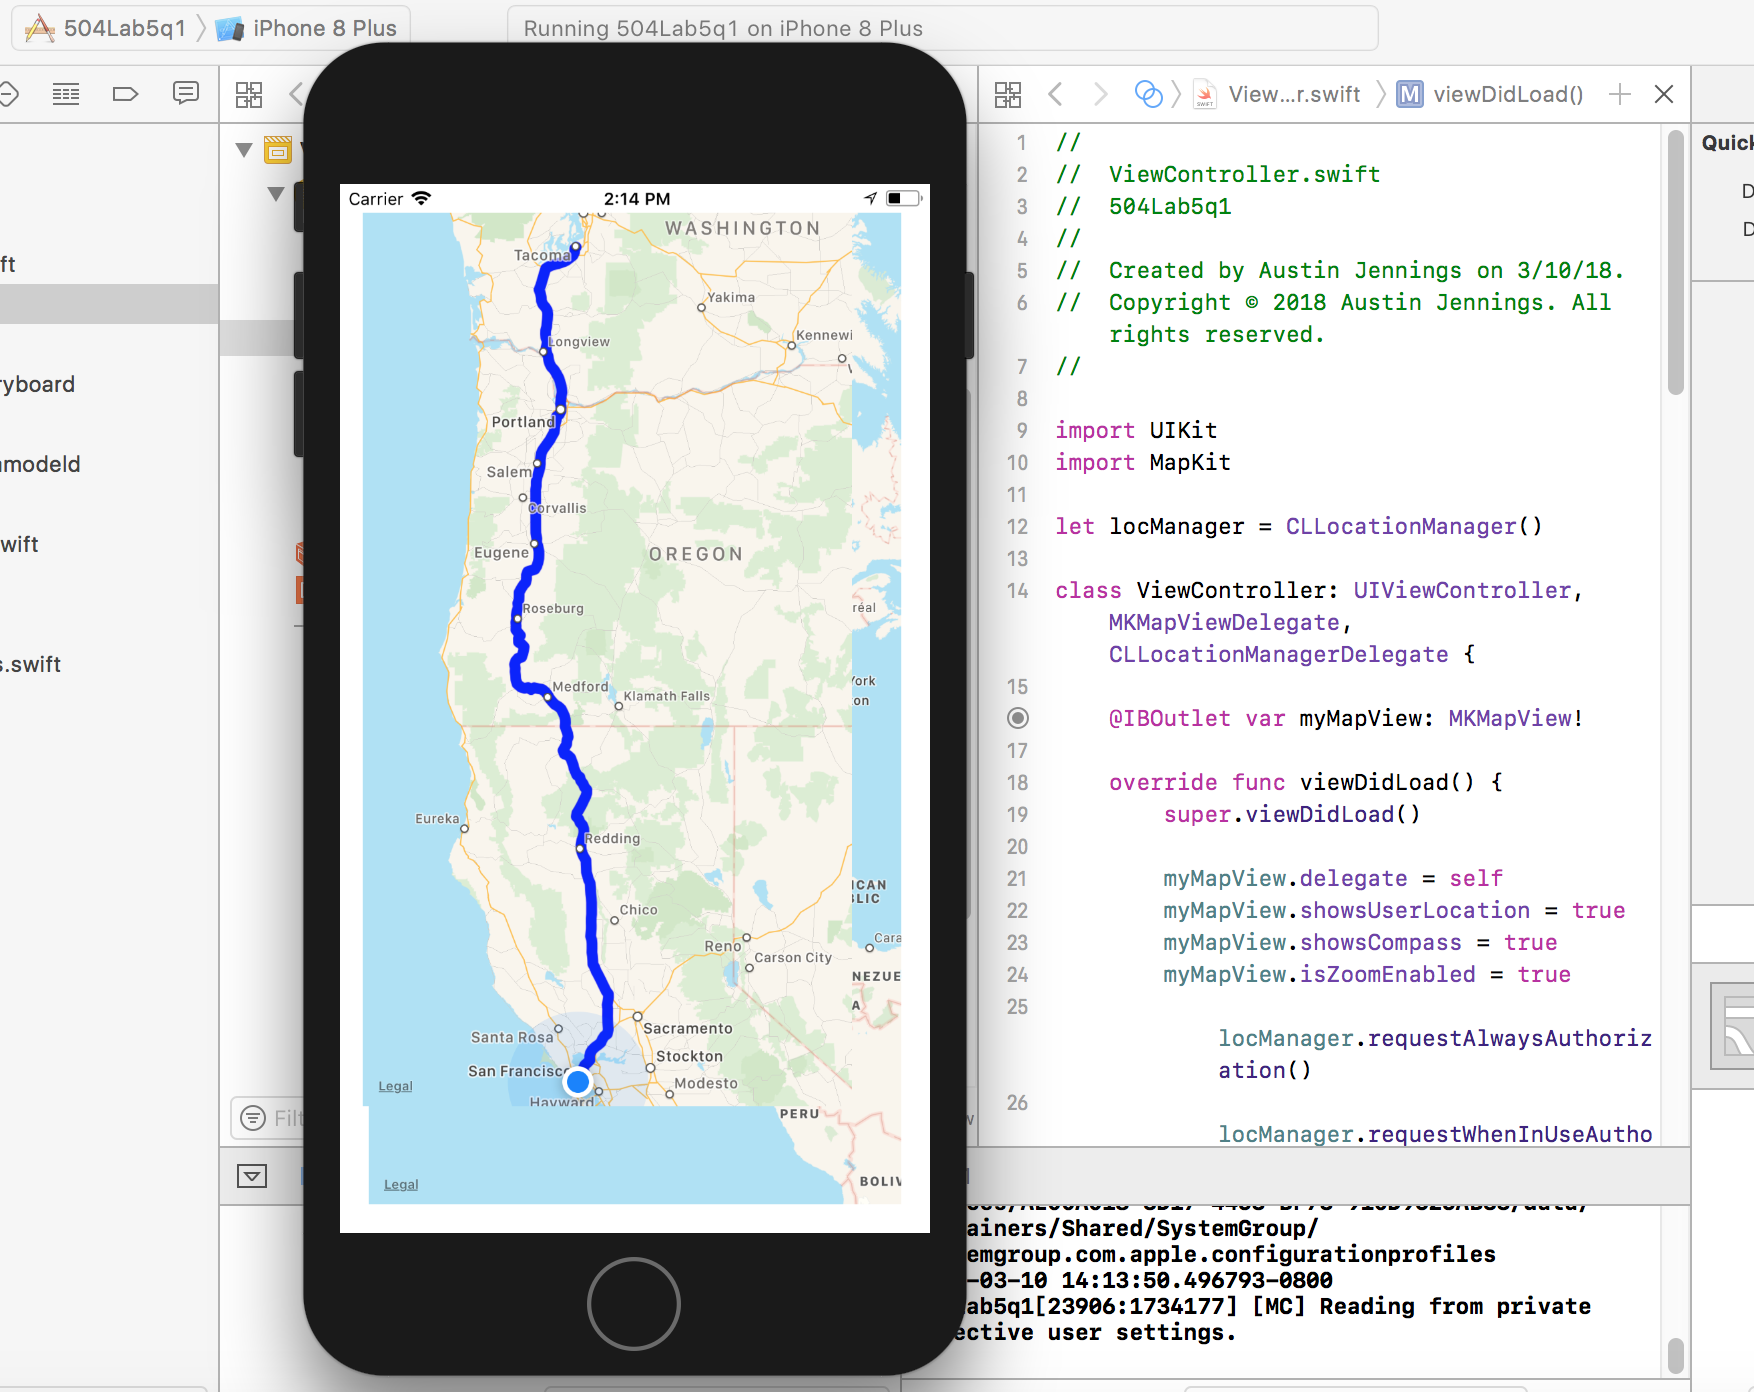 504Lab5q1 〉 iPhone 8 Plus
Running 504Lab5q1 on iPhone 8 Plus
View...r.swift 〉 M viewDidLoad()
Quick
ft
ryboard
modeld
wift
s.swift
Filt
Carrier 2:14 PM
WASHINGTON
Tacoma
Yakima
Kennewi
Longview
Portland
Salem
Corvallis
Eugene
OREGON
Roseburg
réal
Medford
Klamath Falls
York
on
Eureka
Redding
ICAN
BLIC
Chico
Reno
Cara
Carson City
NEZUE
A
Santa Rosa
Sacramento
Stockton
San Francisco
Modesto
Legal
Hayward
PERU
BOLIV
Legal
1 //
2 // ViewController.swift
3 // 504Lab5q1
4 //
5 // Created by Austin Jennings on 3/10/18.
6 // Copyright © 2018 Austin Jennings. All
rights reserved.
7 //
8
9 import UIKit
10 import MapKit
11
12 let locManager = CLLocationManager()
13
14 class ViewController: UIViewController,
MKMapViewDelegate,
CLLocationManagerDelegate {
15
@IBOutlet var myMapView: MKMapView!
17
18 override func viewDidLoad() {
19 super.viewDidLoad()
20
21 myMapView.delegate = self
22 myMapView.showsUserLocation = true
23 myMapView.showsCompass = true
24 myMapView.isZoomEnabled = true
25
locManager.requestAlwaysAuthoriz
ation()
26
locManager.requestWhenInUseAutho
ainers/Shared/SystemGroup/
emgroup.com.apple.configurationprofiles
-03-10 14:13:50.496793-0800
ab5q1[23906:1734177] [MC] Reading from private
ective user settings.